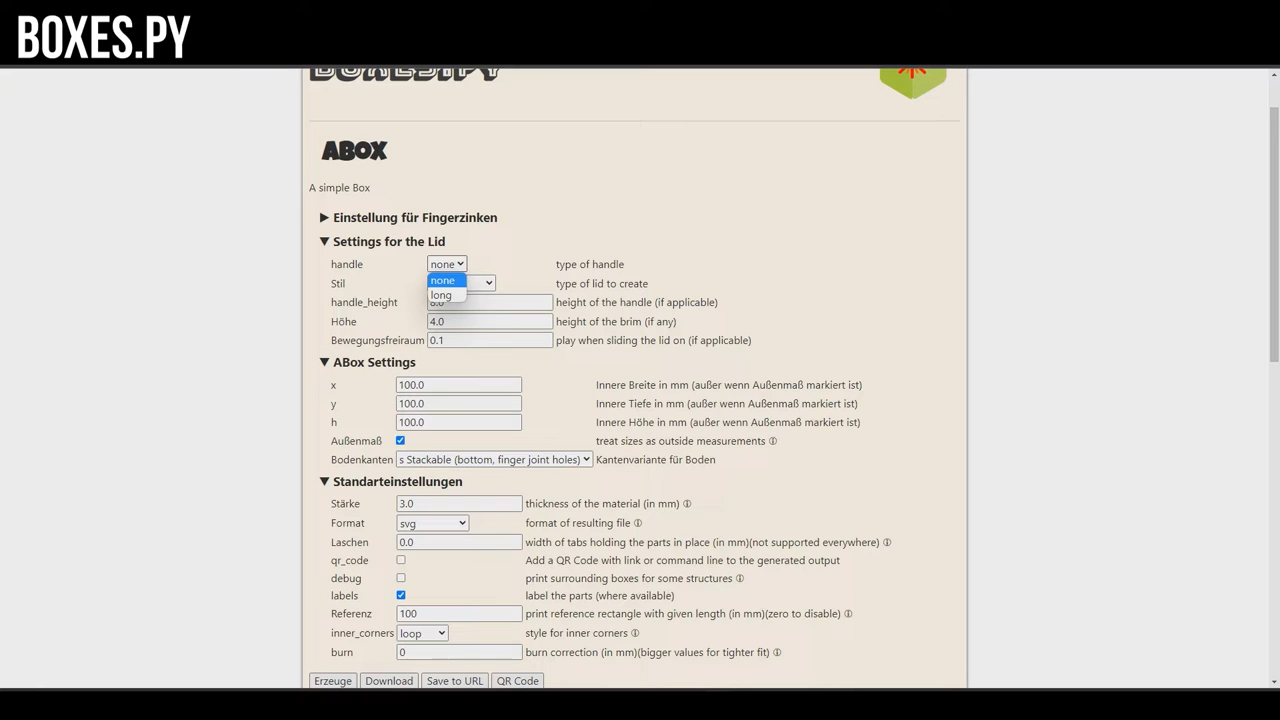 BOXES.PY
BOXES.PY
ABOX
A simple Box
Einstellung für Fingerzinken
Settings for the Lid
handle none type of handle
none
Stil type of lid to create
long
handle_height 8.0 height of the handle (if applicable)
Höhe 4.0 height of the brim (if any)
Bewegungsfreiraum 0.1 play when sliding the lid on (if applicable)
ABox Settings
x 100.0 Innere Breite in mm (außer wenn Außenmaß markiert ist)
y 100.0 Innere Tiefe in mm (außer wenn Außenmaß markiert ist)
h 100.0 Innere Höhe in mm (außer wenn Außenmaß markiert ist)
Außenmaß treat sizes as outside measurements ⓘ
Bodenkanten s Stackable (bottom, finger joint holes) Kantenvariante für Boden
Standarteinstellungen
Stärke 3.0 thickness of the material (in mm) ⓘ
Format svg format of resulting file ⓘ
Laschen 0.0 width of tabs holding the parts in place (in mm)(not supported everywhere) ⓘ
qr_code Add a QR Code with link or command line to the generated output
debug print surrounding boxes for some structures ⓘ
labels label the parts (where available)
Referenz 100 print reference rectangle with given length (in mm)(zero to disable) ⓘ
inner_corners loop style for inner corners ⓘ
burn 0 burn correction (in mm)(bigger values for tighter fit) ⓘ
Erzeuge Download Save to URL QR Code